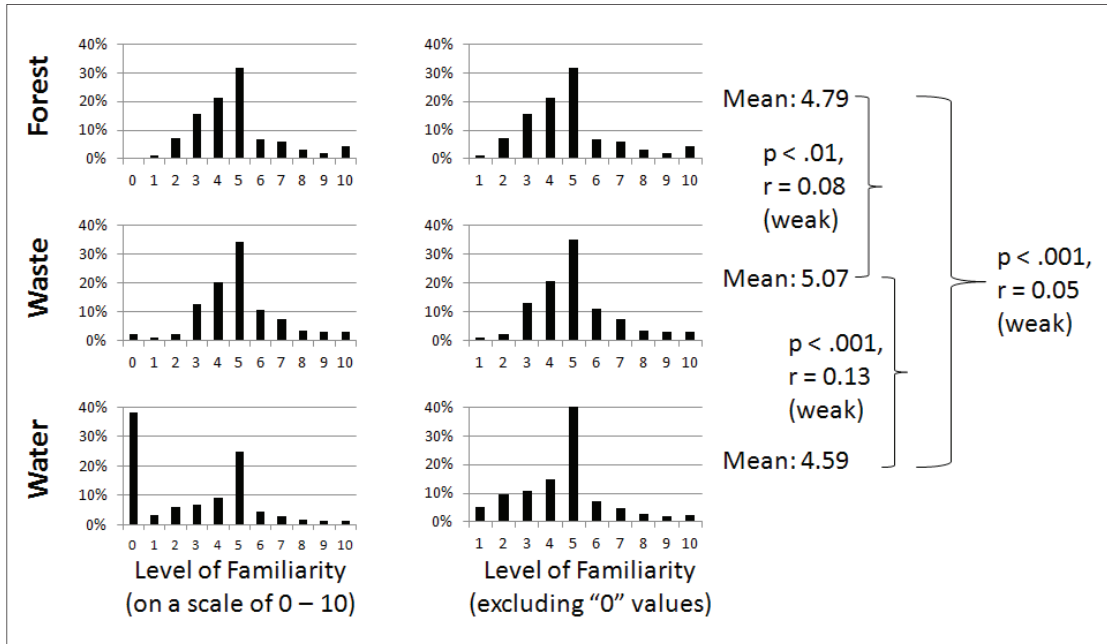 Forest
40%
30%
20%
10%
0%
0 1 2 3 4 5 6 7 8 9 10
40%
30%
20%
10%
0%
1 2 3 4 5 6 7 8 9 10
Mean: 4.79
p < .01,
r = 0.08
(weak)
Waste
40%
30%
20%
10%
0%
0 1 2 3 4 5 6 7 8 9 10
40%
30%
20%
10%
0%
1 2 3 4 5 6 7 8 9 10
Mean: 5.07
p < .001,
r = 0.05
(weak)
p < .001,
r = 0.13
(weak)
Water
40%
30%
20%
10%
0%
0 1 2 3 4 5 6 7 8 9 10
40%
30%
20%
10%
0%
1 2 3 4 5 6 7 8 9 10
Mean: 4.59
Level of Familiarity
(on a scale of 0 – 10)
Level of Familiarity
(excluding “0” values)